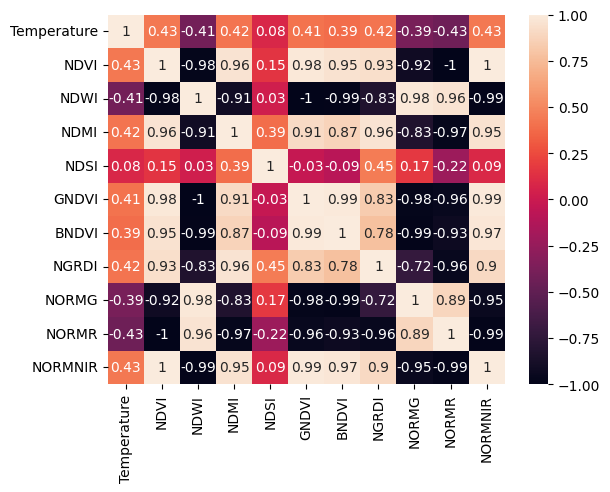 Temperature 1 0.43 -0.41 0.42 0.08 0.41 0.39 0.42 -0.39 -0.43 0.43
NDVI 0.43 1 -0.98 0.96 0.15 0.98 0.95 0.93 -0.92 -1 1
NDWI -0.41 -0.98 1 -0.91 0.03 -1 -0.99 -0.83 0.98 0.96 -0.99
NDMI 0.42 0.96 -0.91 1 0.39 0.91 0.87 0.96 -0.83 -0.97 0.95
NDSI 0.08 0.15 0.03 0.39 1 -0.03 -0.09 0.45 0.17 -0.22 0.09
GNDVI 0.41 0.98 -1 0.91 -0.03 1 0.99 0.83 -0.98 -0.96 0.99
BNDVI 0.39 0.95 -0.99 0.87 -0.09 0.99 1 0.78 -0.99 -0.93 0.97
NGRDI 0.42 0.93 -0.83 0.96 0.45 0.83 0.78 1 -0.72 -0.96 0.9
NORMG -0.39 -0.92 0.98 -0.83 0.17 -0.98 -0.99 -0.72 1 0.89 -0.95
NORMR -0.43 -1 0.96 -0.97 -0.22 -0.96 -0.93 -0.96 0.89 1 -0.99
NORMNIR 0.43 1 -0.99 0.95 0.09 0.99 0.97 0.9 -0.95 -0.99 1
Temperature
NDVI
NDWI
NDMI
NDSI
GNDVI
BNDVI
NGRDI
NORMG
NORMR
NORMNIR
1.00
0.75
0.50
0.25
0.00
−0.25
−0.50
−0.75
−1.00